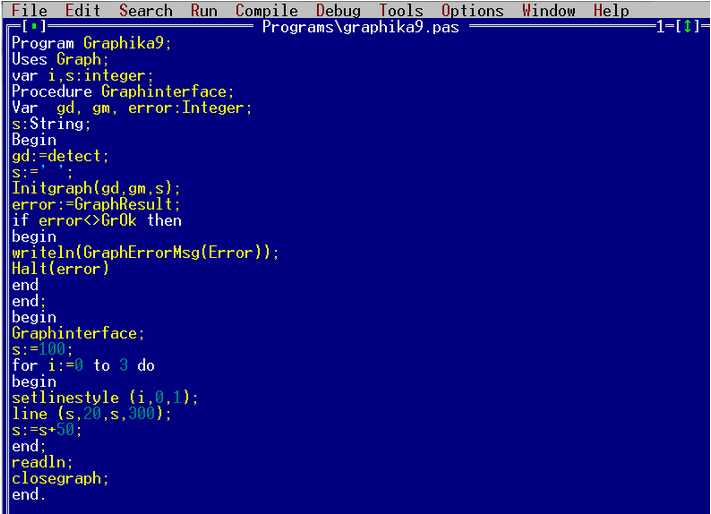 File Edit Search Run Compile Debug Tools Options Window Help
[▪] Programs\graphika9.pas 1=[↕]
Program Graphika9;
Uses Graph;
var i,s:integer;
Procedure Graphinterface;
Var  gd, gm, error:Integer;
s:String;
Begin
gd:=detect;
s:=' ';
Initgraph(gd,gm,s);
error:=GraphResult;
if error<>GrOk then
begin
writeln(GraphErrorMsg(Error));
Halt(error)
end
end;
begin
Graphinterface;
s:=100;
for i:=0 to 3 do
begin
setlinestyle (i,0,1);
line (s,20,s,300);
s:=s+50;
end;
readln;
closegraph;
end.